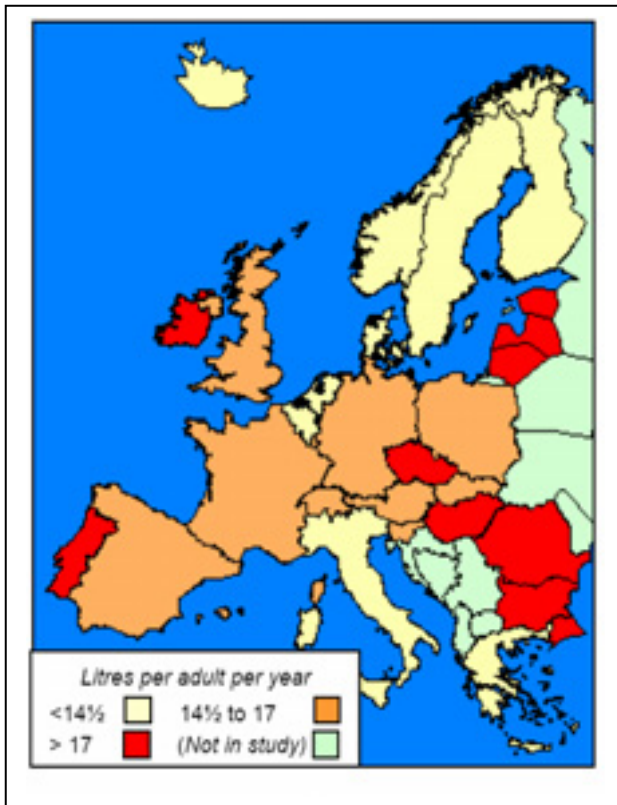 Litres per adult per year
<14½ 14½ to 17
> 17 (Not in study)